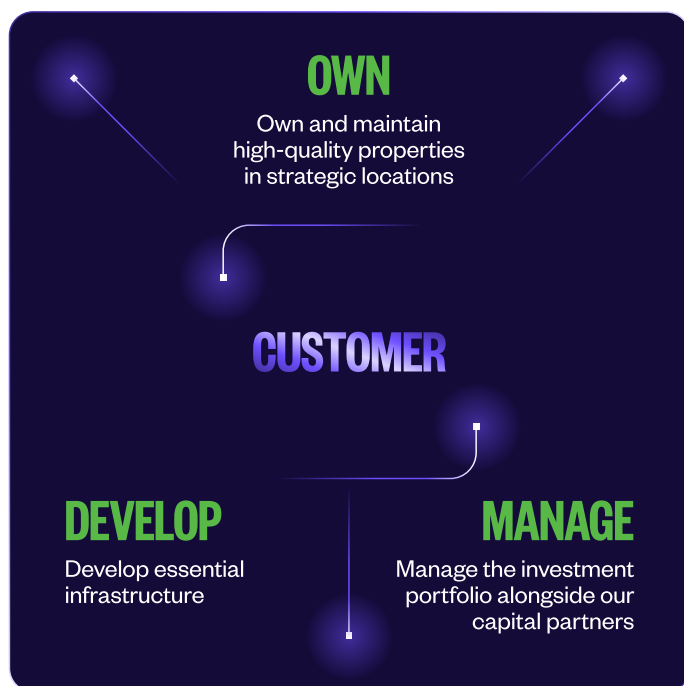 OWN
Own and maintain
high-quality properties
in strategic locations
CUSTOMER
DEVELOP
Develop essential
infrastructure
MANAGE
Manage the investment
portfolio alongside our
capital partners